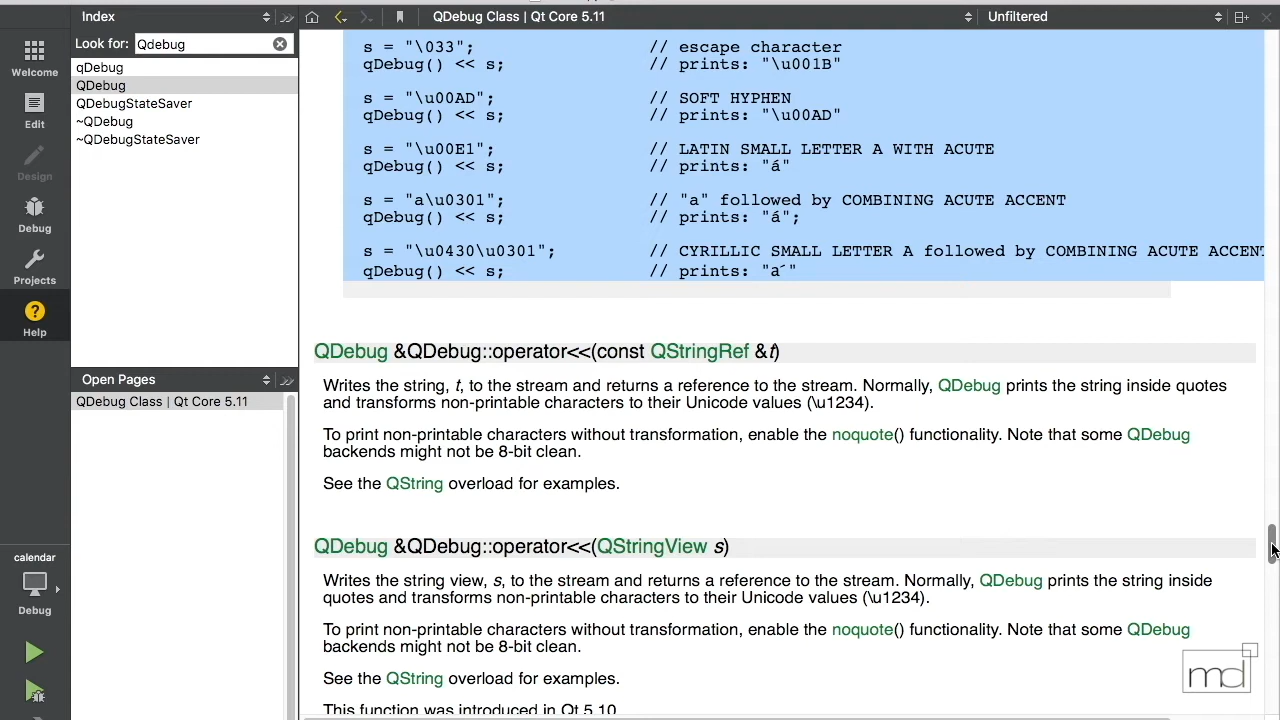 Index
QDebug Class | Qt Core 5.11
Unfiltered
Look for: Qdebug
qDebug
QDebug
QDebugStateSaver
~QDebug
~QDebugStateSaver
Welcome
Edit
Design
Debug
Projects
Help
Open Pages
QDebug Class | Qt Core 5.11
calendar
Debug
s = "\033"; // escape character
qDebug() << s; // prints: "\u001B"
s = "\u00AD"; // SOFT HYPHEN
qDebug() << s; // prints: "\u00AD"
s = "\u00E1"; // LATIN SMALL LETTER A WITH ACUTE
qDebug() << s; // prints: "á"
s = "a\u0301"; // "a" followed by COMBINING ACUTE ACCENT
qDebug() << s; // prints: "á";
s = "\u0430\u0301"; // CYRILLIC SMALL LETTER A followed by COMBINING ACUTE ACCENT
qDebug() << s; // prints: "а́"
QDebug &QDebug::operator<<(const QStringRef &t)
Writes the string, t, to the stream and returns a reference to the stream. Normally, QDebug prints the string inside quotes
and transforms non-printable characters to their Unicode values (\u1234).
To print non-printable characters without transformation, enable the noquote() functionality. Note that some QDebug
backends might not be 8-bit clean.
See the QString overload for examples.
QDebug &QDebug::operator<<(QStringView s)
Writes the string view, s, to the stream and returns a reference to the stream. Normally, QDebug prints the string inside
quotes and transforms non-printable characters to their Unicode values (\u1234).
To print non-printable characters without transformation, enable the noquote() functionality. Note that some QDebug
backends might not be 8-bit clean.
See the QString overload for examples.
This function was introduced in Qt 5.10
md